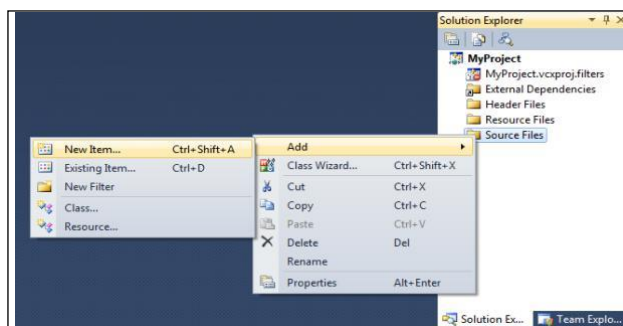 Solution Explorer
MyProject
MyProject.vcxproj.filters
External Dependencies
Header Files
Resource Files
Source Files
Add
Class Wizard... Ctrl+Shift+X
Cut Ctrl+X
Copy Ctrl+C
Paste Ctrl+V
Delete Del
Rename
Properties Alt+Enter
New Item... Ctrl+Shift+A
Existing Item... Ctrl+D
New Filter
Class...
Resource...
Solution Ex... Team Explo...